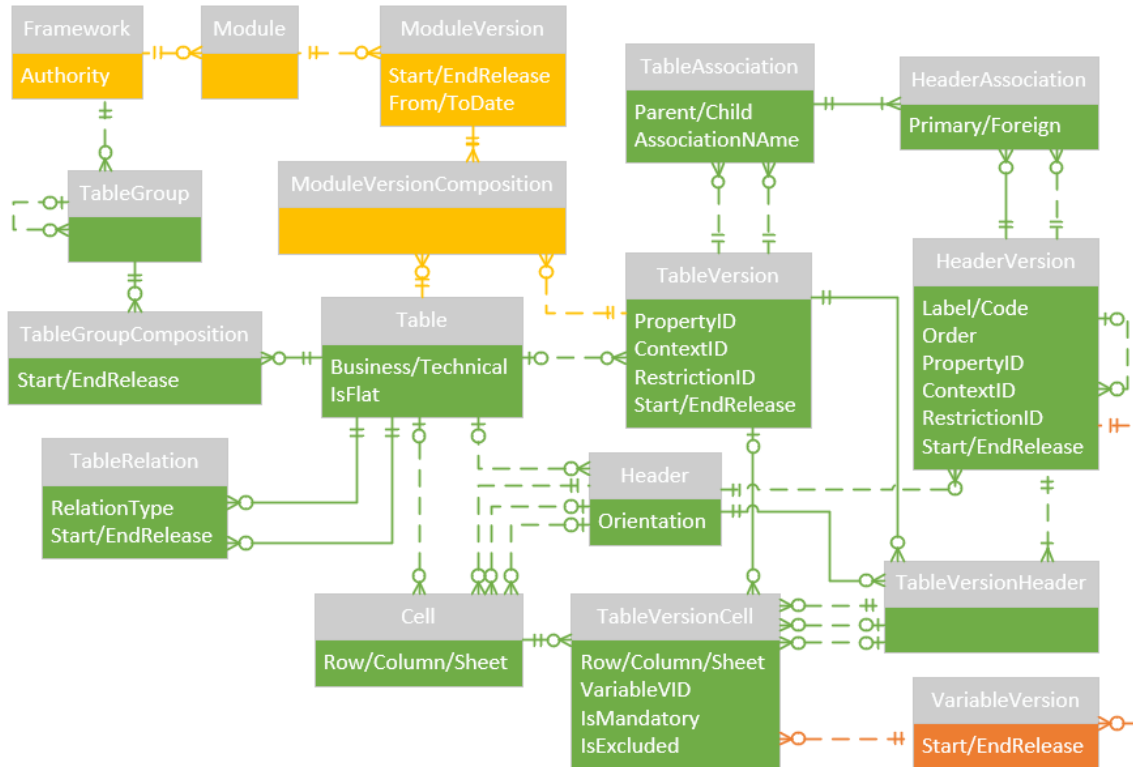 Framework
Authority
Module
ModuleVersion
Start/EndRelease
From/ToDate
TableAssociation
Parent/Child
AssociationNAme
HeaderAssociation
Primary/Foreign
TableGroup
ModuleVersionComposition
TableVersion
PropertyID
ContextID
RestrictionID
Start/EndRelease
HeaderVersion
Label/Code
Order
PropertyID
ContextID
RestrictionID
Start/EndRelease
TableGroupComposition
Start/EndRelease
Table
Business/Technical
IsFlat
TableRelation
RelationType
Start/EndRelease
Header
Orientation
Cell
Row/Column/Sheet
TableVersionCell
Row/Column/Sheet
VariableVID
IsMandatory
IsExcluded
TableVersionHeader
VariableVersion
Start/EndRelease